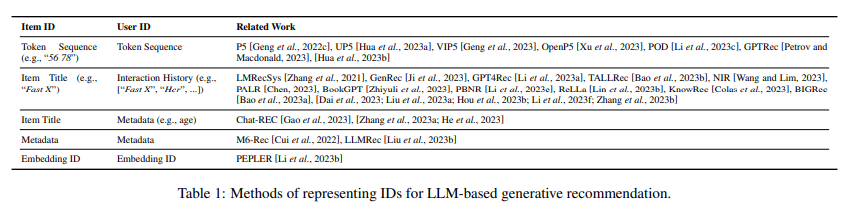 Item ID User ID Related Work
Token Sequence (e.g., “56 78”) Token Sequence P5 [Geng et al., 2022c], UP5 [Hua et al., 2023a], VIP5 [Geng et al., 2023], OpenP5 [Xu et al., 2023], POD [Li et al., 2023c], GPTRec [Petrov and
Macdonald, 2023], [Hua et al., 2023b]
Item Title (e.g., “Fast X”) Interaction History (e.g., [“Fast X”, “Her”, ...]) LMRecSys [Zhang et al., 2021], GenRec [Ji et al., 2023], GPT4Rec [Li et al., 2023a], TALLRec [Bao et al., 2023b], NIR [Wang and Lim, 2023],
PALR [Chen, 2023], BookGPT [Zhiyuli et al., 2023], PBNR [Li et al., 2023e], ReLLa [Lin et al., 2023b], KnowRec [Colas et al., 2023], BIGRec
[Bao et al., 2023a], [Dai et al., 2023; Liu et al., 2023a; Hou et al., 2023b; Li et al., 2023f; Zhang et al., 2023b]
Item Title Metadata (e.g., age) Chat-REC [Gao et al., 2023], [Zhang et al., 2023a; He et al., 2023]
Metadata Metadata M6-Rec [Cui et al., 2022], LLMRec [Liu et al., 2023b]
Embedding ID Embedding ID PEPLER [Li et al., 2023b]
Table 1: Methods of representing IDs for LLM-based generative recommendation.